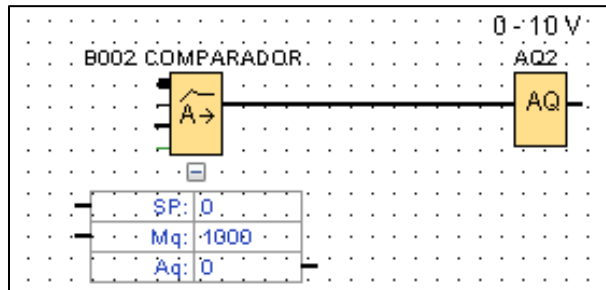 0 - 10 V
B002 COMPARADOR AQ2
A→ AQ
SP: 0
Mq: 1000
Aq: 0